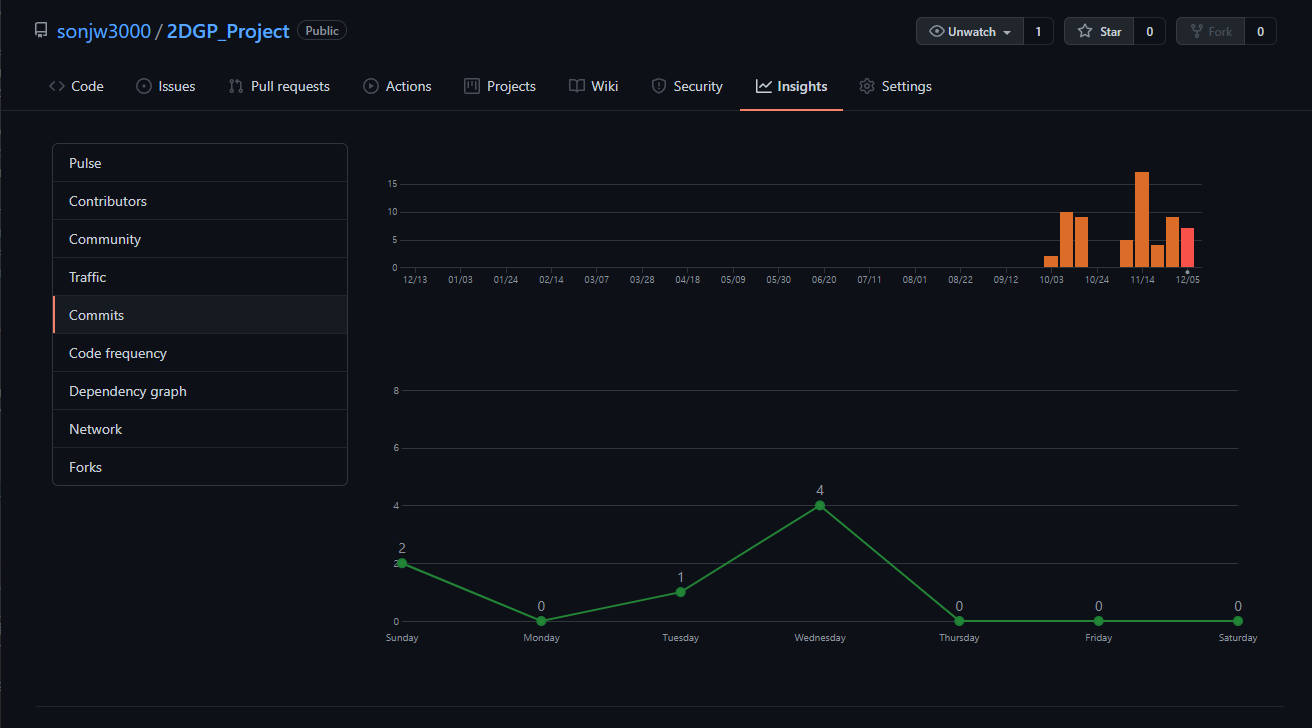 sonjw3000 / 2DGP_Project Public Unwatch 1 Star 0 Fork 0
Code Issues Pull requests Actions Projects Wiki Security Insights Settings
Pulse
Contributors
Community
Traffic
Commits
Code frequency
Dependency graph
Network
Forks
15
10
5
0
12/13 01/03 01/24 02/14 03/07 03/28 04/18 05/09 05/30 06/20 07/11 08/01 08/22 09/12 10/03 10/24 11/14 12/05
8
6
4
2
0
2 0 1 4 0 0 0
Sunday Monday Tuesday Wednesday Thursday Friday Saturday